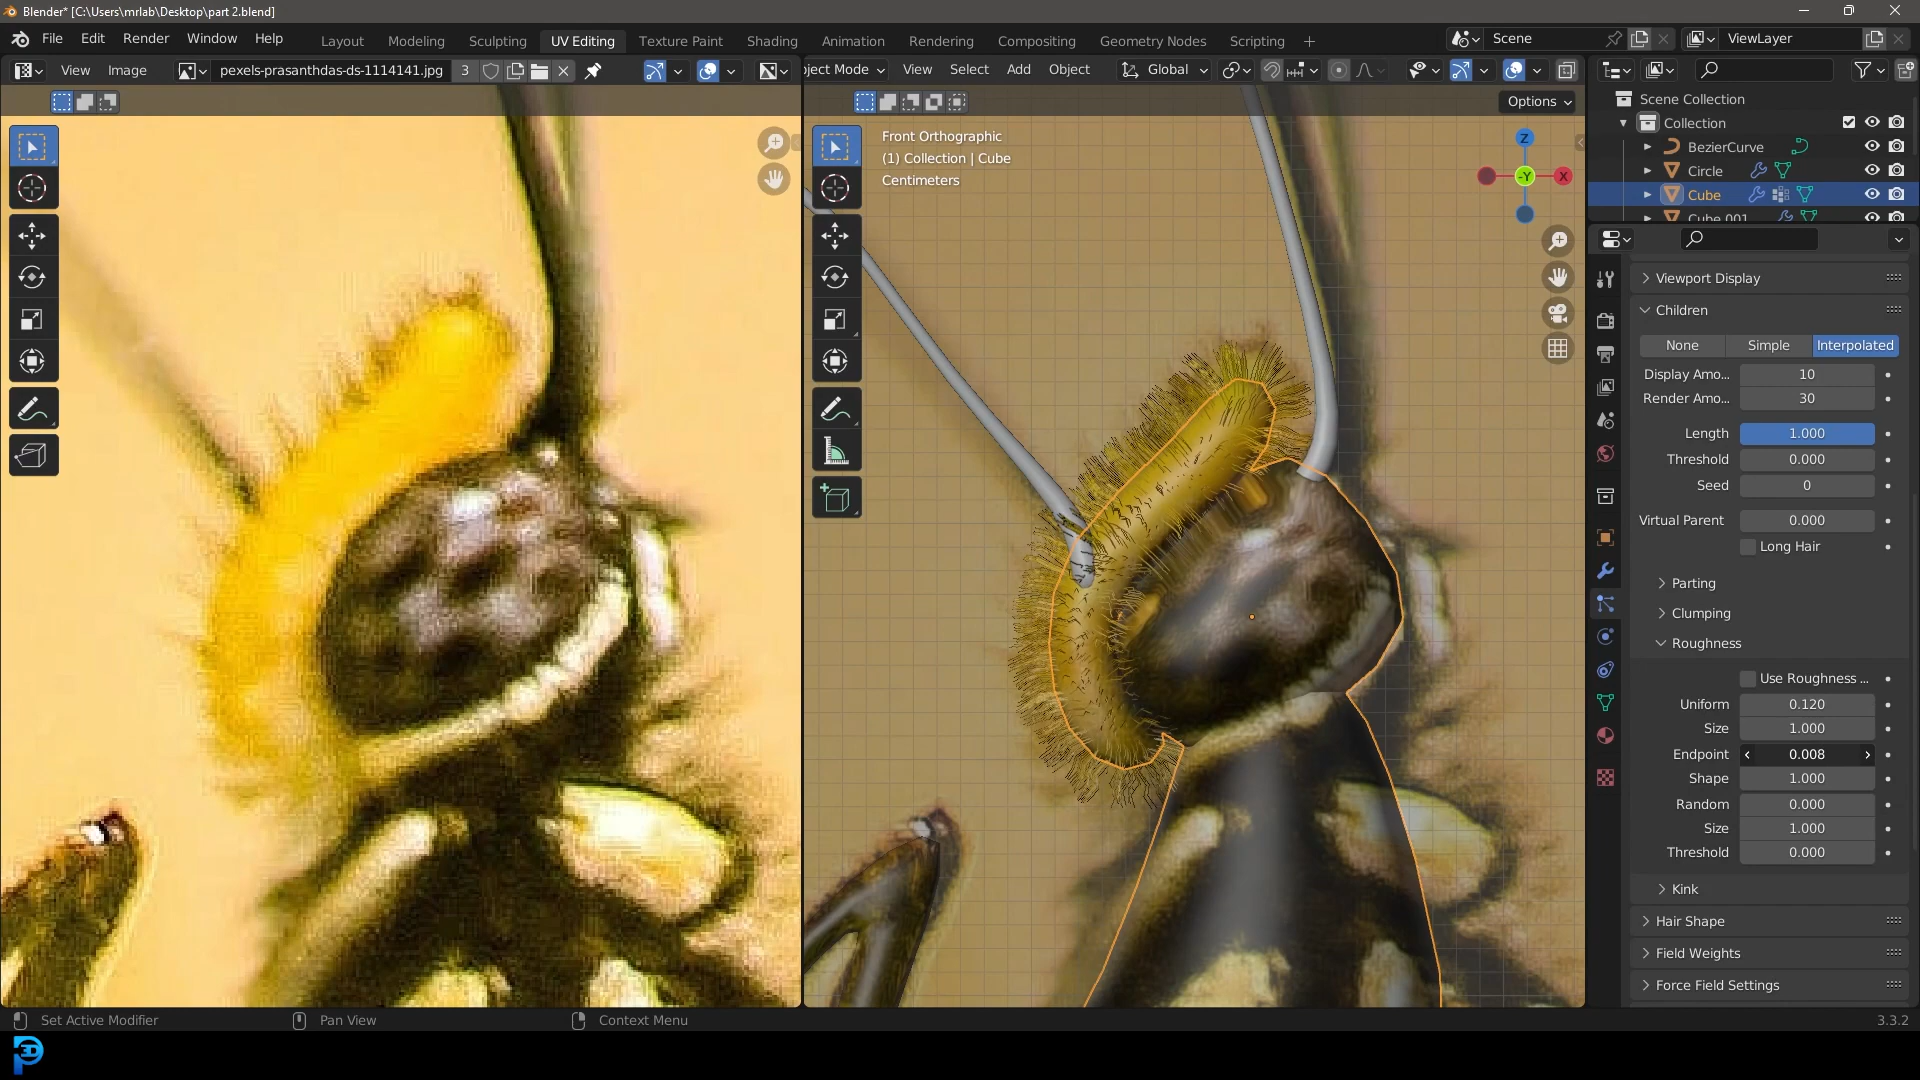 Blender* [C:\Users\mrlab\Desktop\part 2.blend]
File Edit Render Window Help
Layout Modeling Sculpting UV Editing Texture Paint Shading Animation Rendering Compositing Geometry Nodes Scripting +
Scene
ViewLayer
View Image
pexels-prasanthdas-ds-1114141.jpg 3
ject Mode View Select Add Object
Global
Options
Front Orthographic
(1) Collection | Cube
Centimeters
Z
-Y
X
Scene Collection
Collection
BezierCurve
Circle
Cube
Cube.001
Viewport Display
Children
None Simple Interpolated
Display Amo... 10
Render Amo... 30
Length 1.000
Threshold 0.000
Seed 0
Virtual Parent 0.000
Long Hair
Parting
Clumping
Roughness
Use Roughness ...
Uniform 0.120
Size 1.000
Endpoint 0.008
Shape 1.000
Random 0.000
Size 1.000
Threshold 0.000
Kink
Hair Shape
Field Weights
Force Field Settings
Set Active Modifier
Pan View
Context Menu
3.3.2